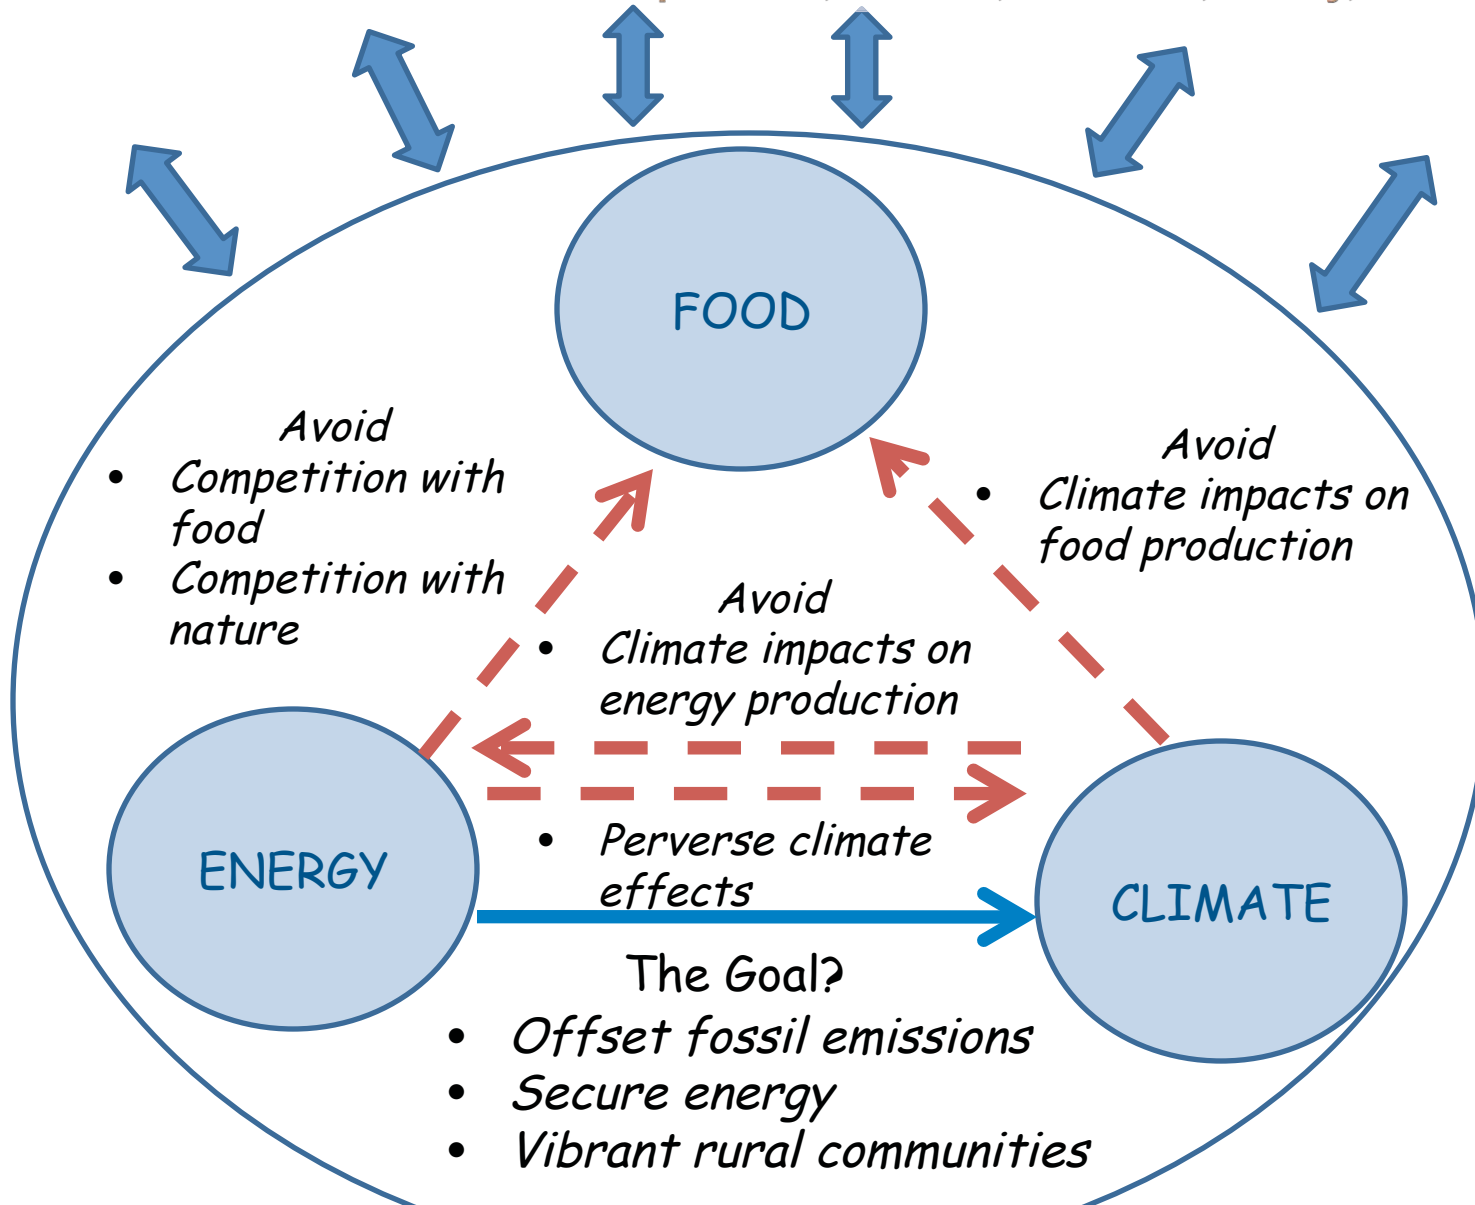 FOOD
Avoid
• Competition with
food
• Competition with
nature
Avoid
• Climate impacts on
food production
Avoid
• Climate impacts on
energy production
• Perverse climate
effects
ENERGY
CLIMATE
The Goal?
• Offset fossil emissions
• Secure energy
• Vibrant rural communities